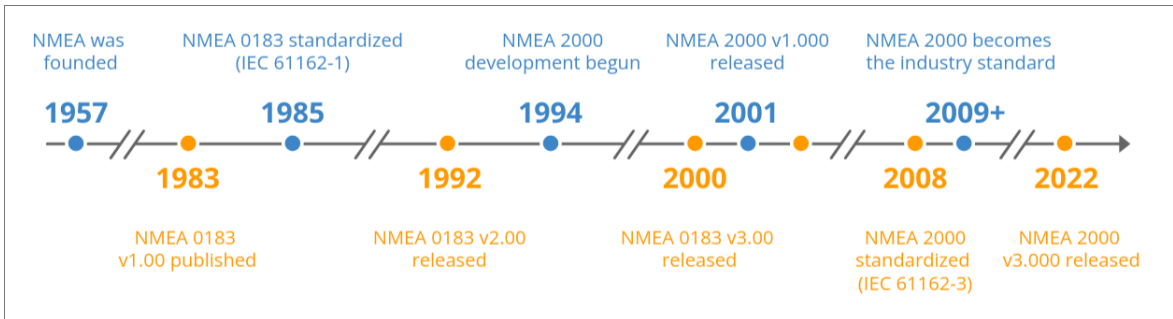 NMEA was
founded
NMEA 0183 standardized
(IEC 61162-1)
NMEA 2000
development begun
NMEA 2000 v1.000
released
NMEA 2000 becomes
the industry standard
1957
1985
1994
2001
2009+
1983
1992
2000
2008
2022
NMEA 0183
v1.00 published
NMEA 0183 v2.00
released
NMEA 0183 v3.00
released
NMEA 2000
standardized
(IEC 61162-3)
NMEA 2000
v3.000 released